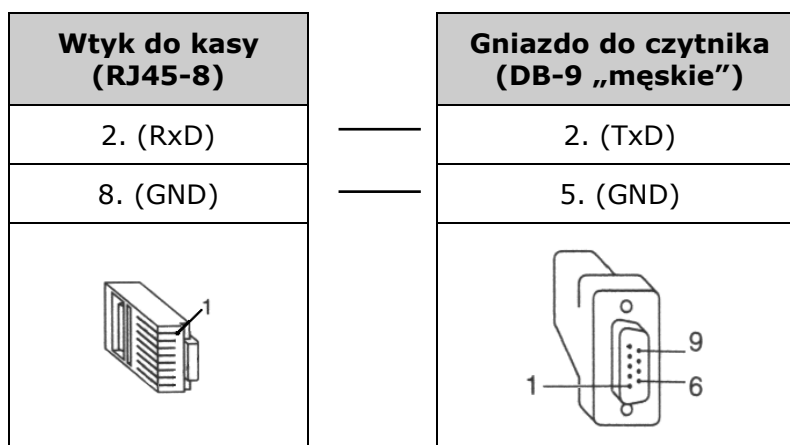 Wtyk do kasy
(RJ45-8)
Gniazdo do czytnika
(DB-9 „męskie”)
2. (RxD)
2. (TxD)
8. (GND)
5. (GND)
1
9
1
6